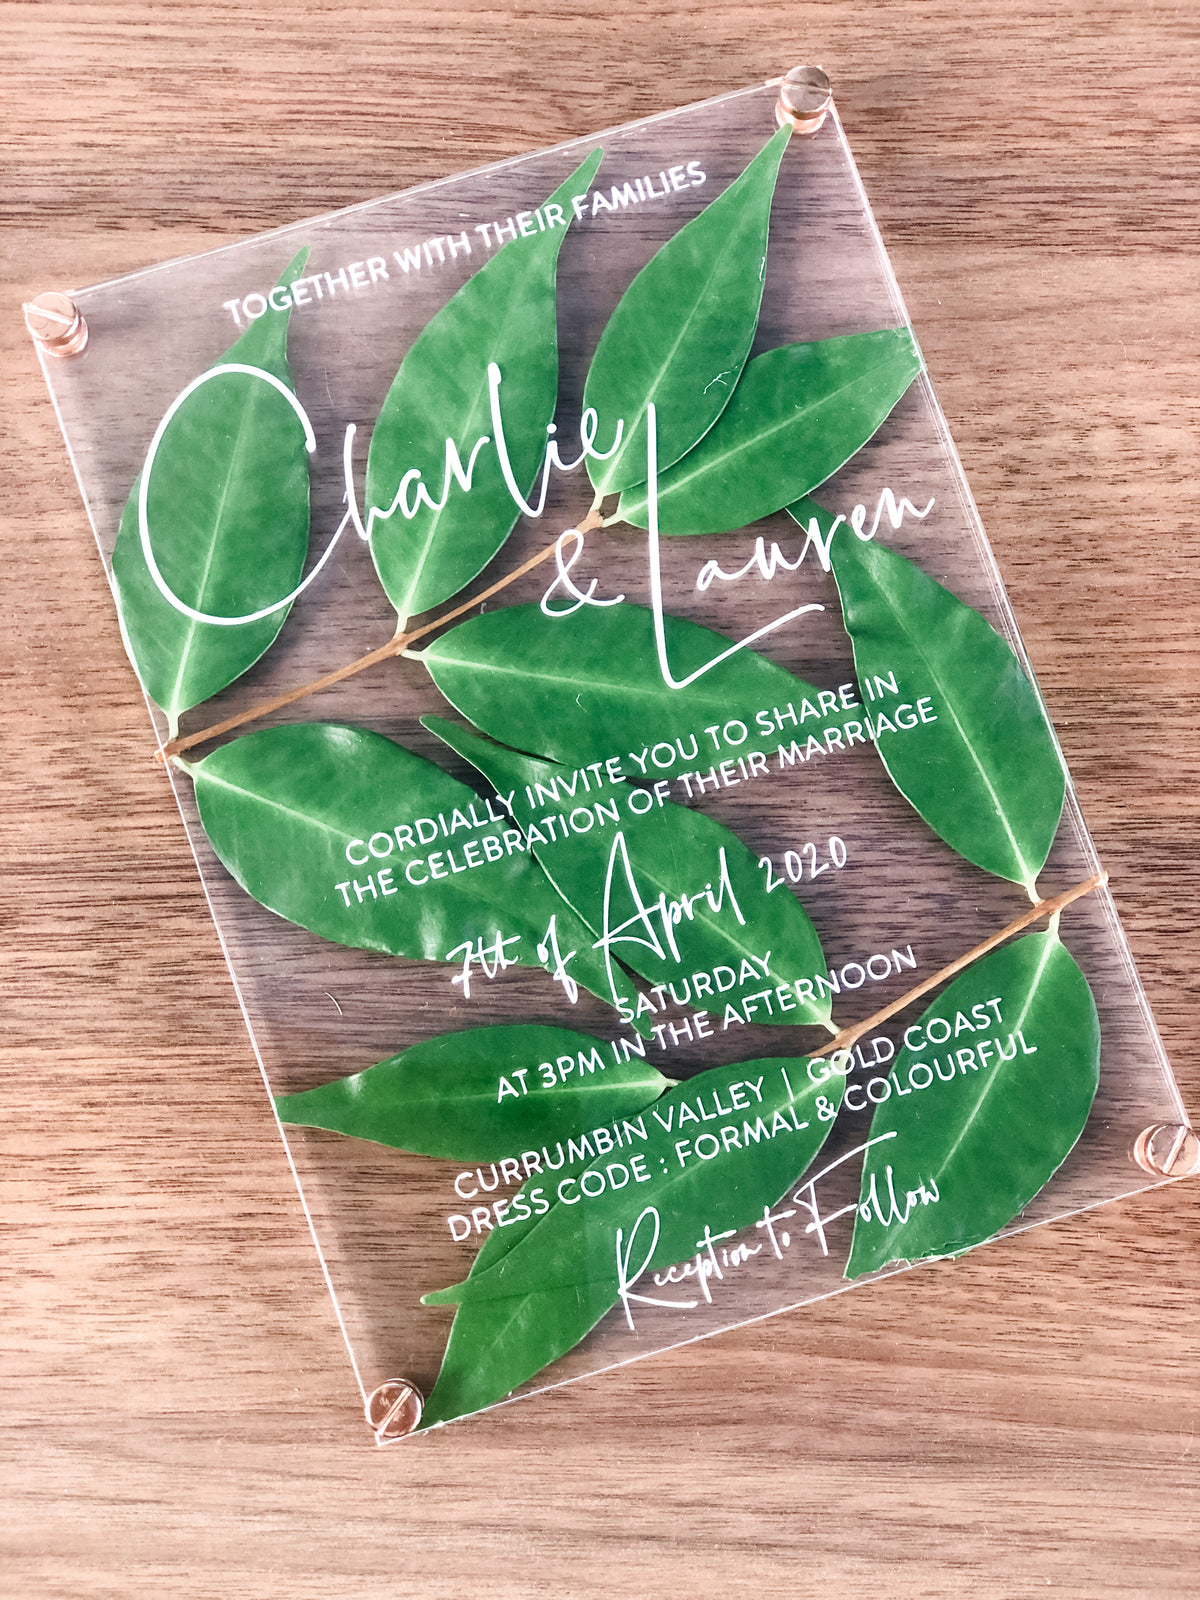 TOGETHER WITH THEIR FAMILIES
Charlie
& Lauren
CORDIALLY INVITE YOU TO SHARE IN
THE CELEBRATION OF THEIR MARRIAGE
7th of April 2020
SATURDAY
AT 3PM IN THE AFTERNOON
CURRUMBIN VALLEY | GOLD COAST
DRESS CODE : FORMAL & COLOURFUL
Reception to Follow